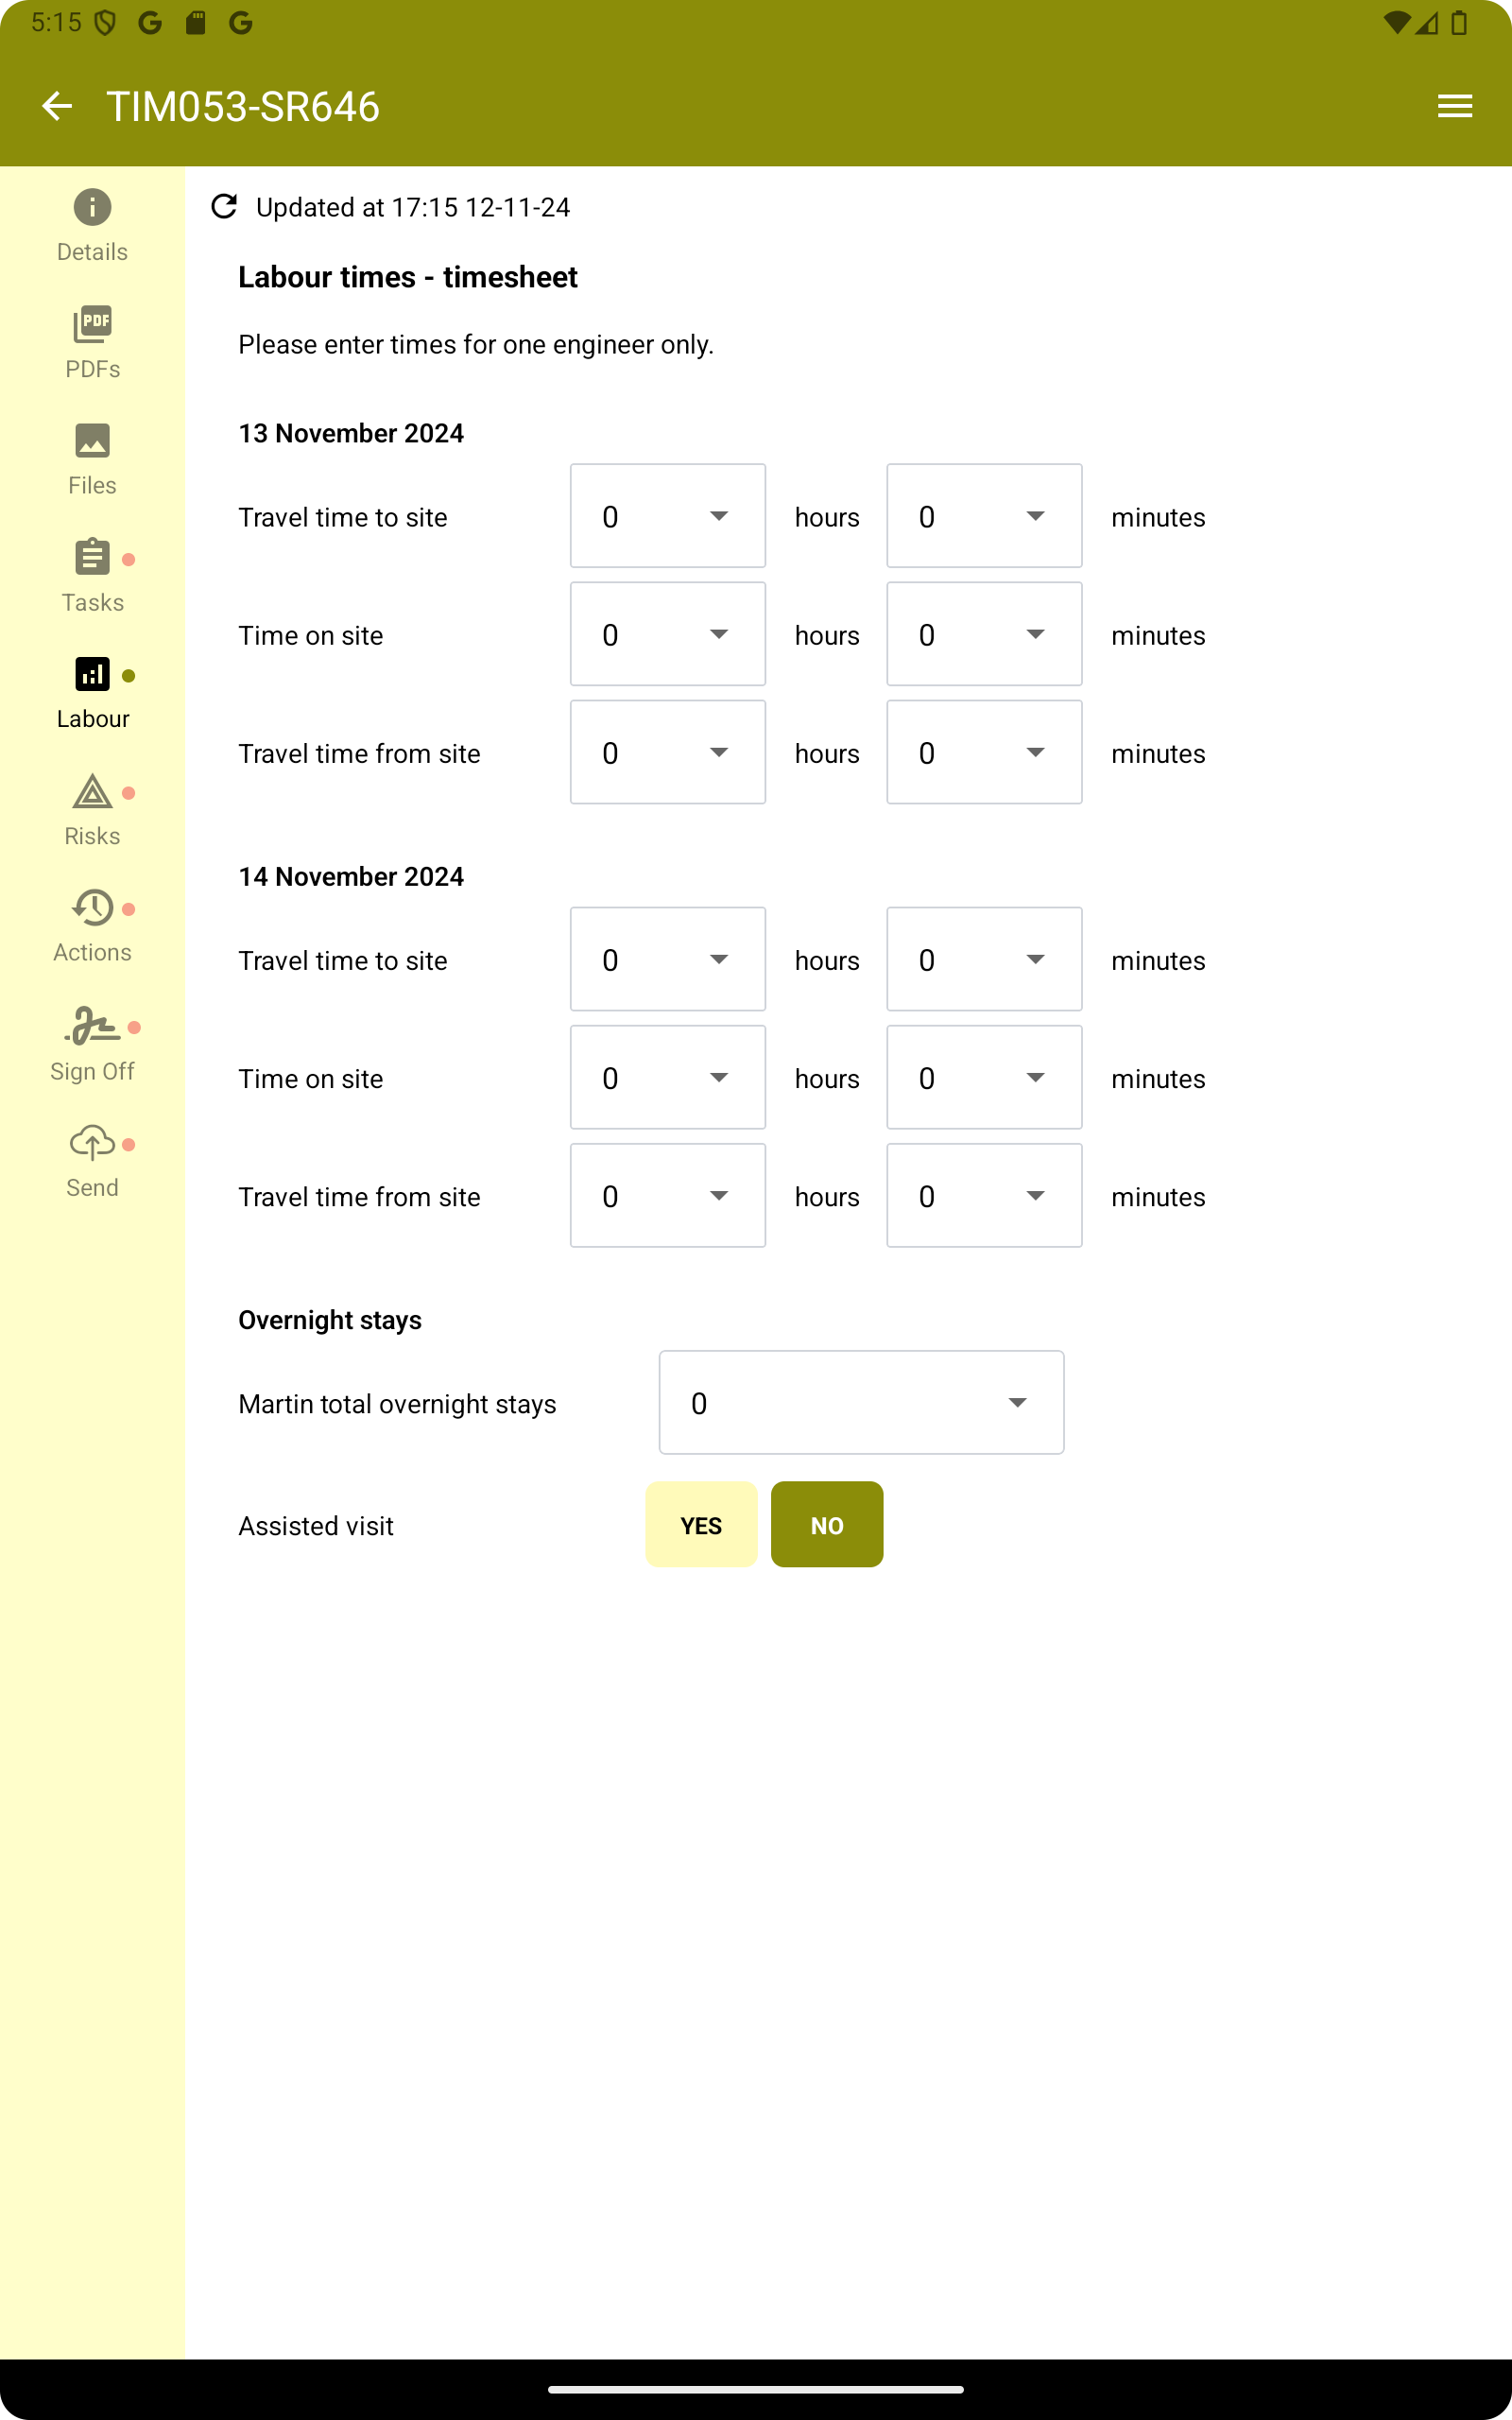 5:15
TIM053-SR646
Details
PDF
PDFs
Files
Tasks
Labour
Risks
Actions
Sign Off
Send
Updated at 17:15 12-11-24
Labour times - timesheet
Please enter times for one engineer only.
13 November 2024
Travel time to site 0 hours 0 minutes
Time on site 0 hours 0 minutes
Travel time from site 0 hours 0 minutes
14 November 2024
Travel time to site 0 hours 0 minutes
Time on site 0 hours 0 minutes
Travel time from site 0 hours 0 minutes
Overnight stays
Martin total overnight stays 0
Assisted visit YES NO